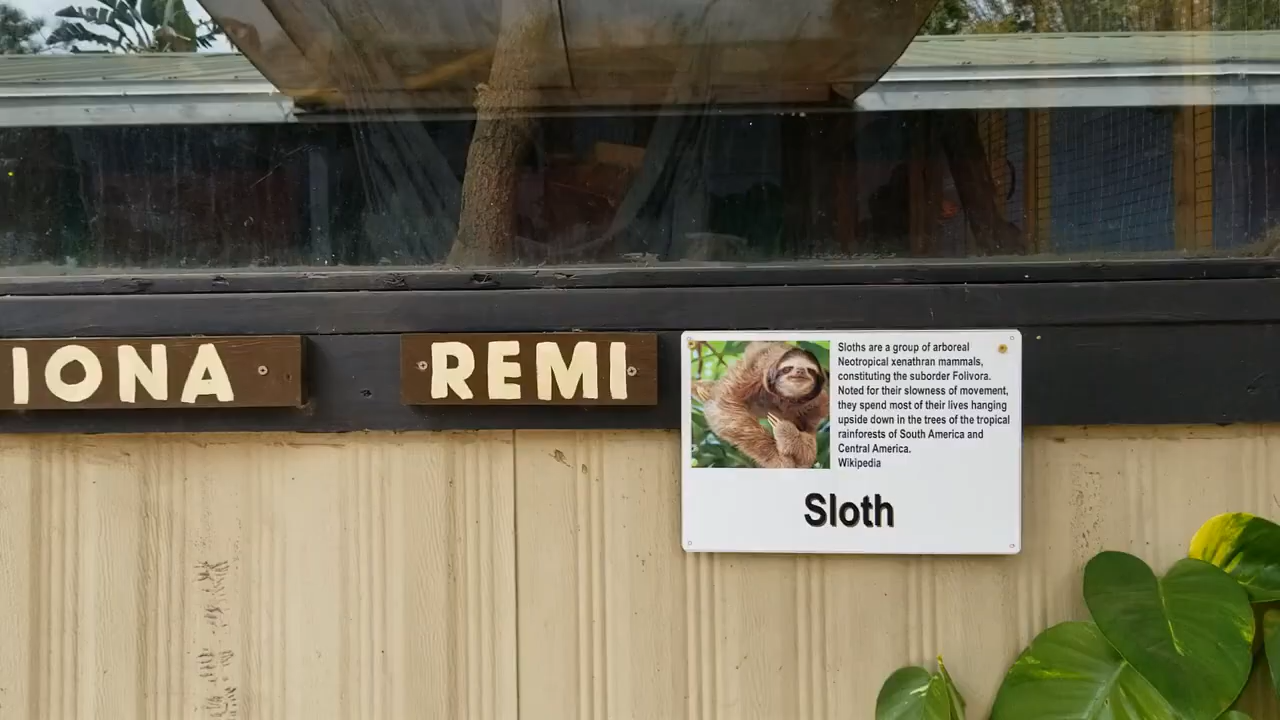 IONA
REMI
Sloths are a group of arboreal
Neotropical xenathran mammals,
constituting the suborder Folivora.
Noted for their slowness of movement,
they spend most of their lives hanging
upside down in the trees of the tropical
rainforests of South America and
Central America.
Wikipedia
Sloth